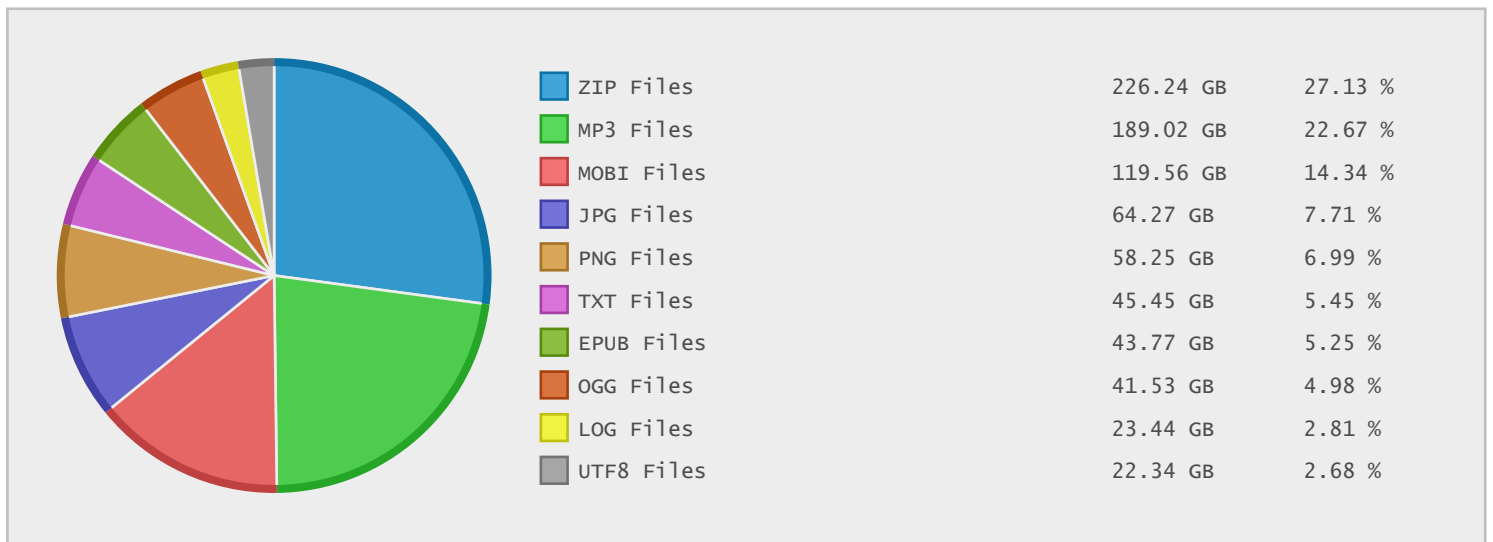 ZIP Files 226.24 GB 27.13 %
MP3 Files 189.02 GB 22.67 %
MOBI Files 119.56 GB 14.34 %
JPG Files 64.27 GB 7.71 %
PNG Files 58.25 GB 6.99 %
TXT Files 45.45 GB 5.45 %
EPUB Files 43.77 GB 5.25 %
OGG Files 41.53 GB 4.98 %
LOG Files 23.44 GB 2.81 %
UTF8 Files 22.34 GB 2.68 %